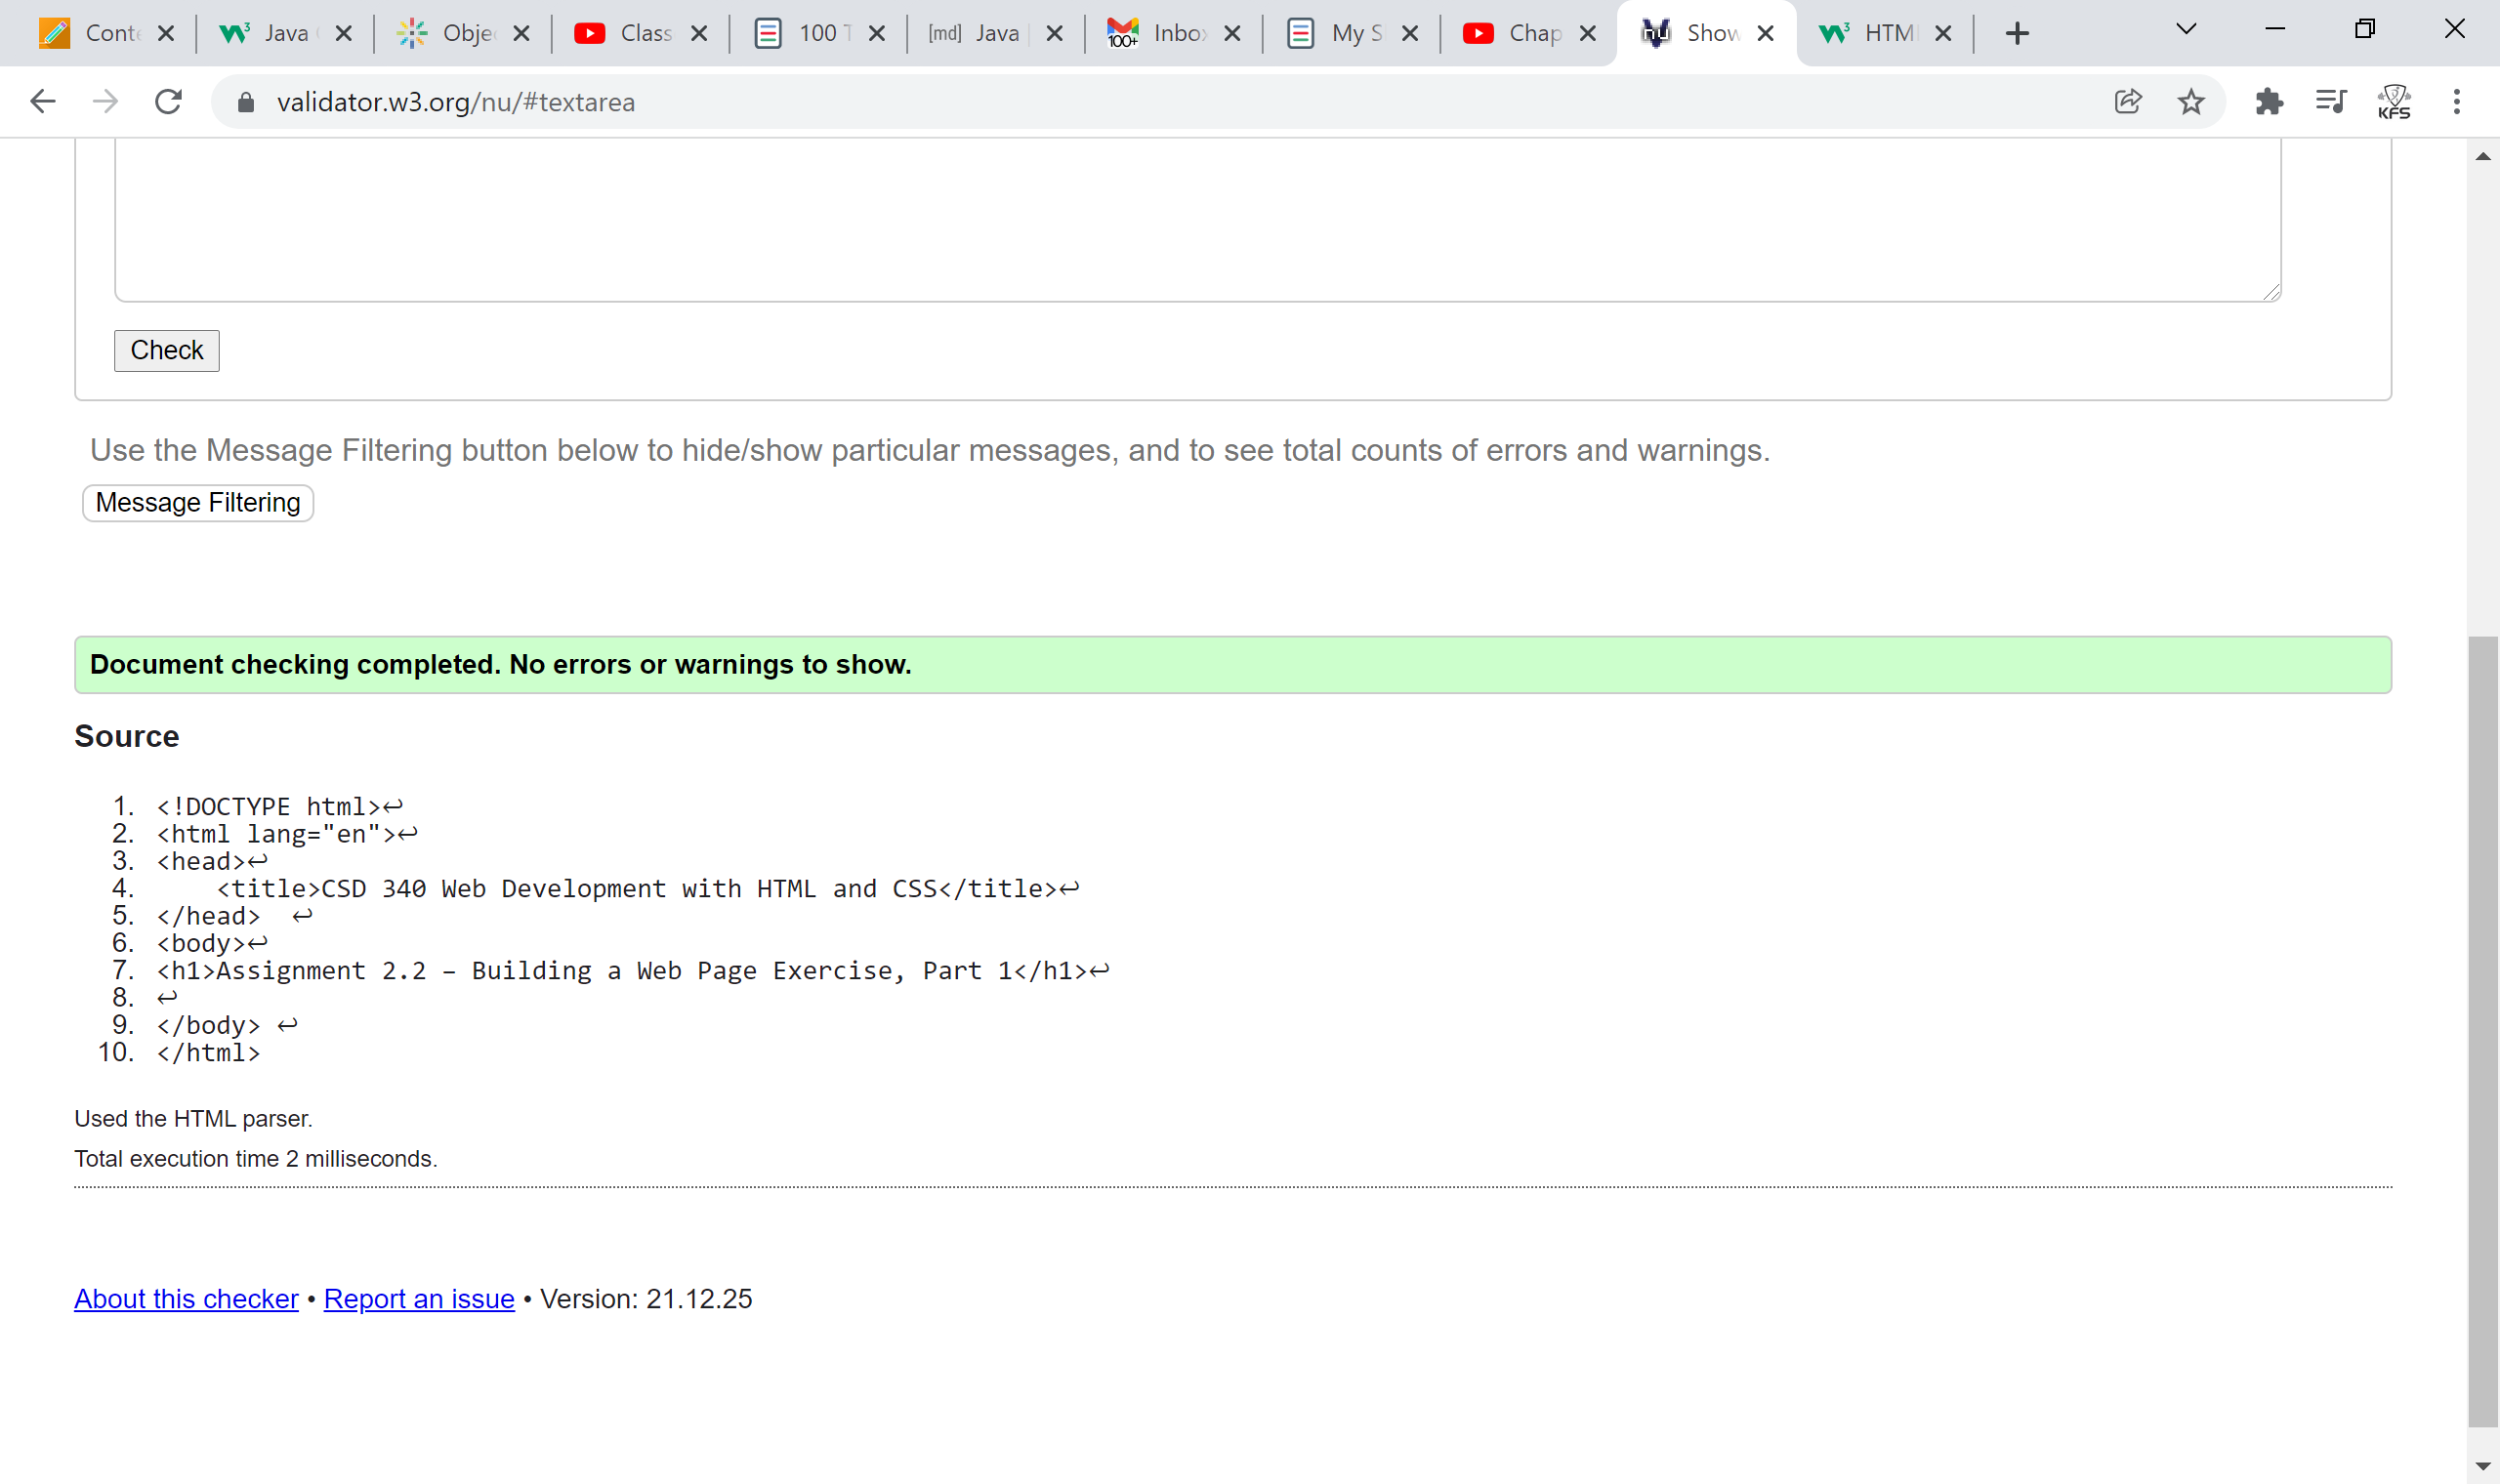 Conte Java Obje Class 100 T [md] Java Inbox My S Chap Show HTM
validator.w3.org/nu/#textarea
KFS
Check
Use the Message Filtering button below to hide/show particular messages, and to see total counts of errors and warnings.
Message Filtering
Document checking completed. No errors or warnings to show.
Source
1. <!DOCTYPE html>↩
2. <html lang="en">↩
3. <head>↩
4.     <title>CSD 340 Web Development with HTML and CSS</title>↩
5. </head>  ↩
6. <body>↩
7. <h1>Assignment 2.2 – Building a Web Page Exercise, Part 1</h1>↩
8. ↩
9. </body> ↩
10. </html>
Used the HTML parser.
Total execution time 2 milliseconds.
About this checker • Report an issue • Version: 21.12.25